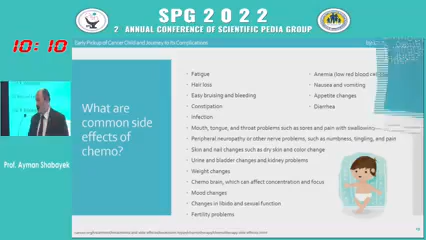 SPG 2022
2 ANNUAL CONFERENCE OF SCIENTIFIC PEDIA GROUP
10:10
Early Pickup of Cancer Child and Journey to Its Complications
What are
common side
effects of
chemo?
Fatigue
Hair loss
Easy bruising and bleeding
Constipation
Infection
Mouth, tongue, and throat problems such as sores and pain with swallowing
Peripheral neuropathy or other nerve problems, such as numbness, tingling, and pain
Skin and nail changes such as dry skin and color change
Urine and bladder changes and kidney problems
Weight changes
Chemo brain, which can affect concentration and focus
Mood changes
Changes in libido and sexual function
Fertility problems
Anemia (low red blood cell
Nausea and vomiting
Appetite changes
Diarrhea
Prof. Ayman Shabayek